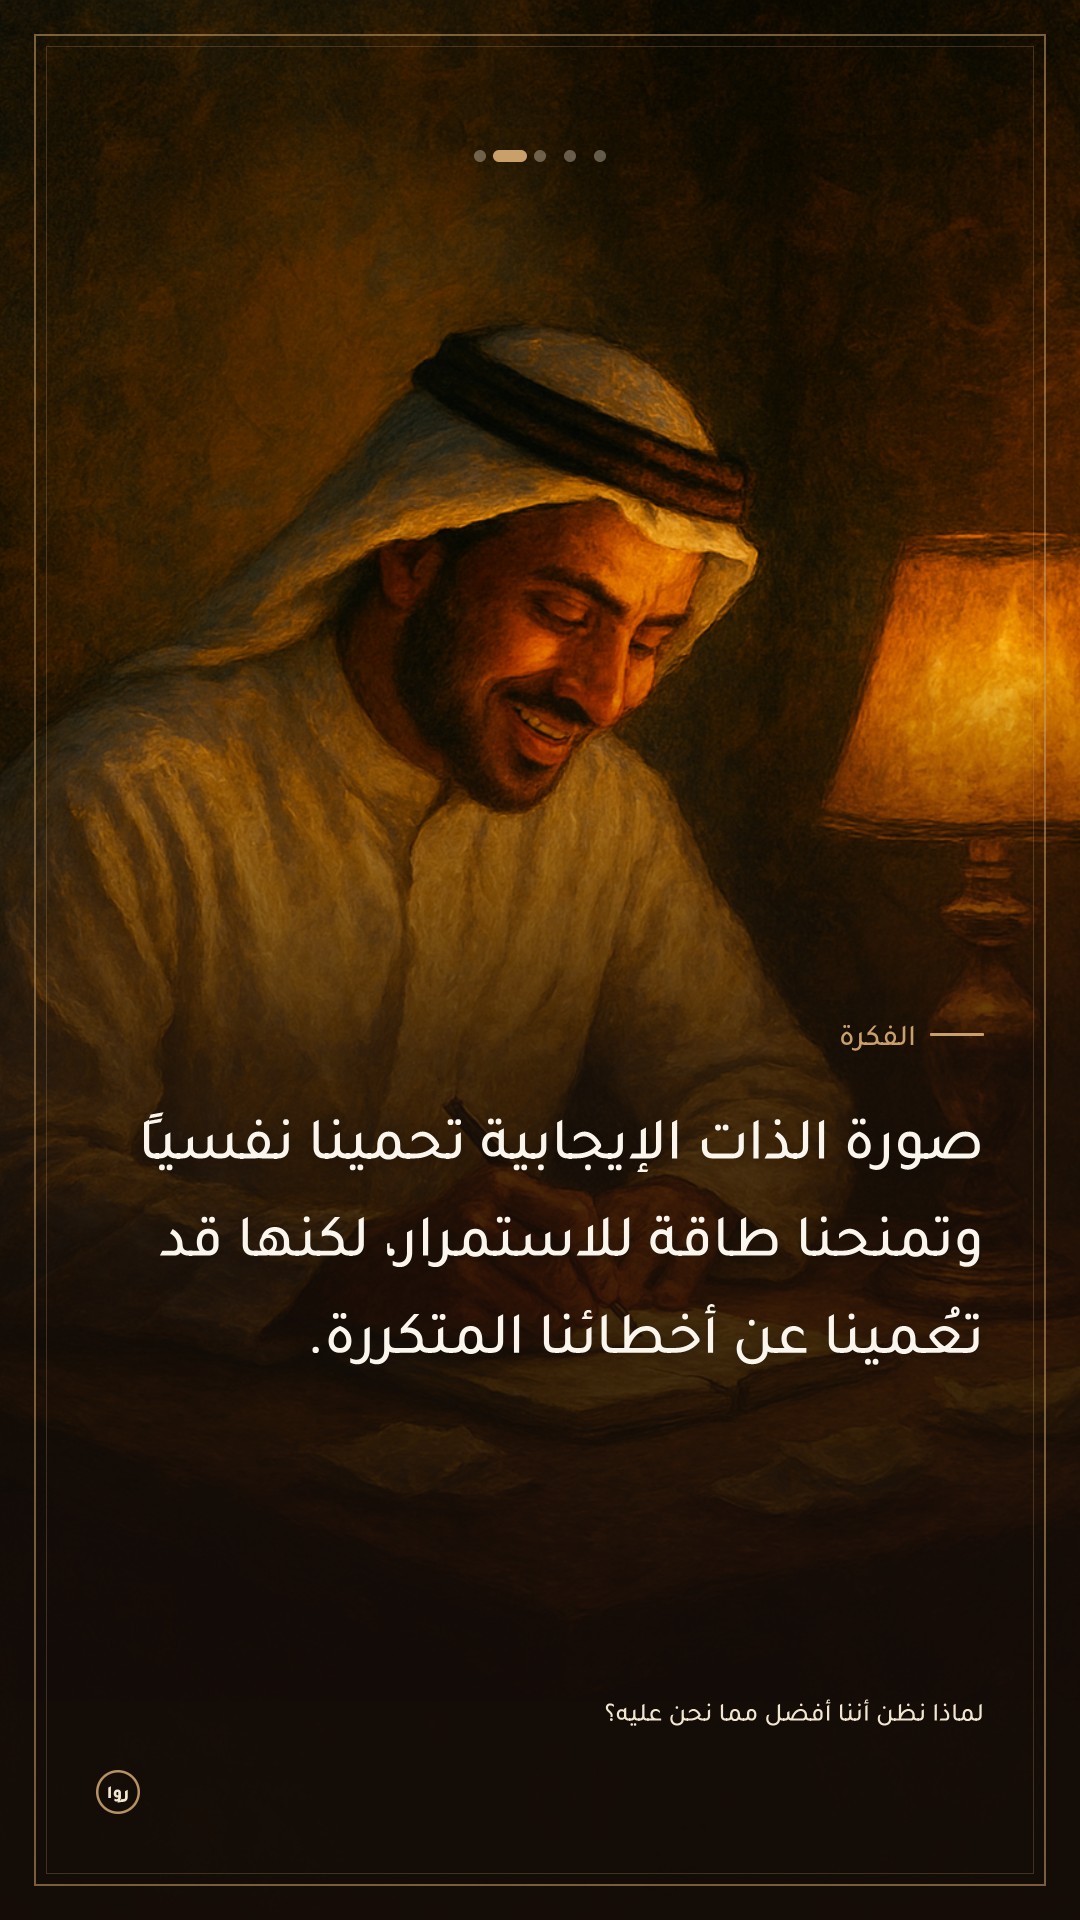 الفكرة
صورة الذات الإيجابية تحمينا نفسياً
وتمنحنا طاقة للاستمرار، لكنها قد
تعُمينا عن أخطائنا المتكررة.
لماذا نظن أننا أفضل مما نحن عليه؟
روا